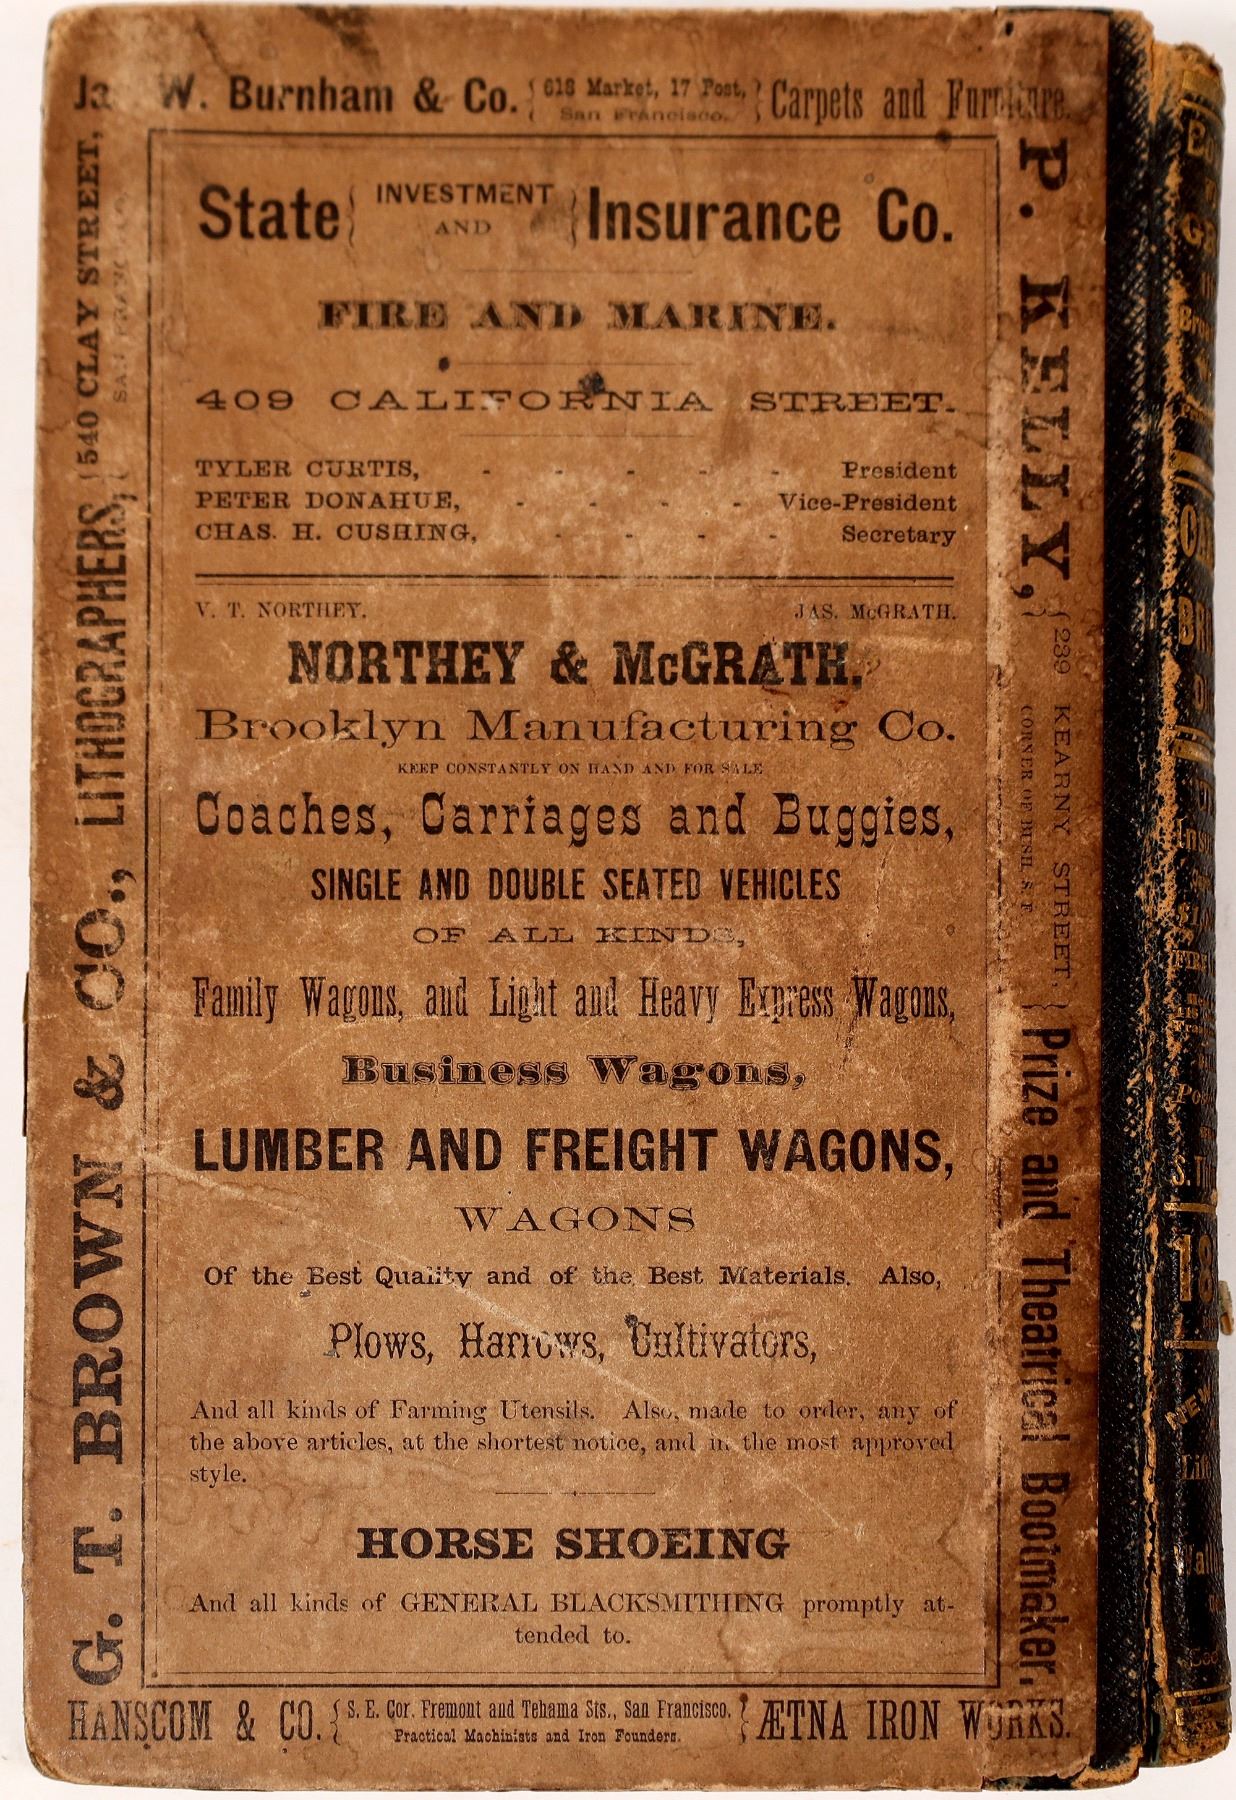 W. Burnham & Co. { 618 Market, 17 Post, San Francisco. } Carpets and Furniture.
State { INVESTMENT AND } Insurance Co.
FIRE AND MARINE.
409 CALIFORNIA STREET.
TYLER CURTIS, - - - - - President
PETER DONAHUE, - - - - Vice-President
CHAS. H. CUSHING, - - - - Secretary
V. T. NORTHEY. JAS. McGRATH.
NORTHEY & McGRATH.
Brooklyn Manufacturing Co.
KEEP CONSTANTLY ON HAND AND FOR SALE
Coaches, Carriages and Buggies,
SINGLE AND DOUBLE SEATED VEHICLES
OF ALL KINDS,
Family Wagons, and Light and Heavy Express Wagons,
Business Wagons,
LUMBER AND FREIGHT WAGONS,
WAGONS
Of the Best Quality and of the Best Materials. Also,
Plows, Harrows, Cultivators,
And all kinds of Farming Utensils. Also, made to order, any of
the above articles, at the shortest notice, and in the most approved
style.
HORSE SHOEING
And all kinds of GENERAL BLACKSMITHING promptly at-
tended to.
HANSCOM & CO. { S. E. Cor. Fremont and Tehama Sts., San Francisco. Practical Machinists and Iron Founders. } ÆTNA IRON WORKS.
G. T. BROWN & CO., LITHOGRAPHERS, { 540 CLAY STREET, SAN FRANCISCO.
P. KELLY, { 239 KEARNY STREET, CORNER OF BUSH, S. F. } Prize and Theatrical Bootmaker.